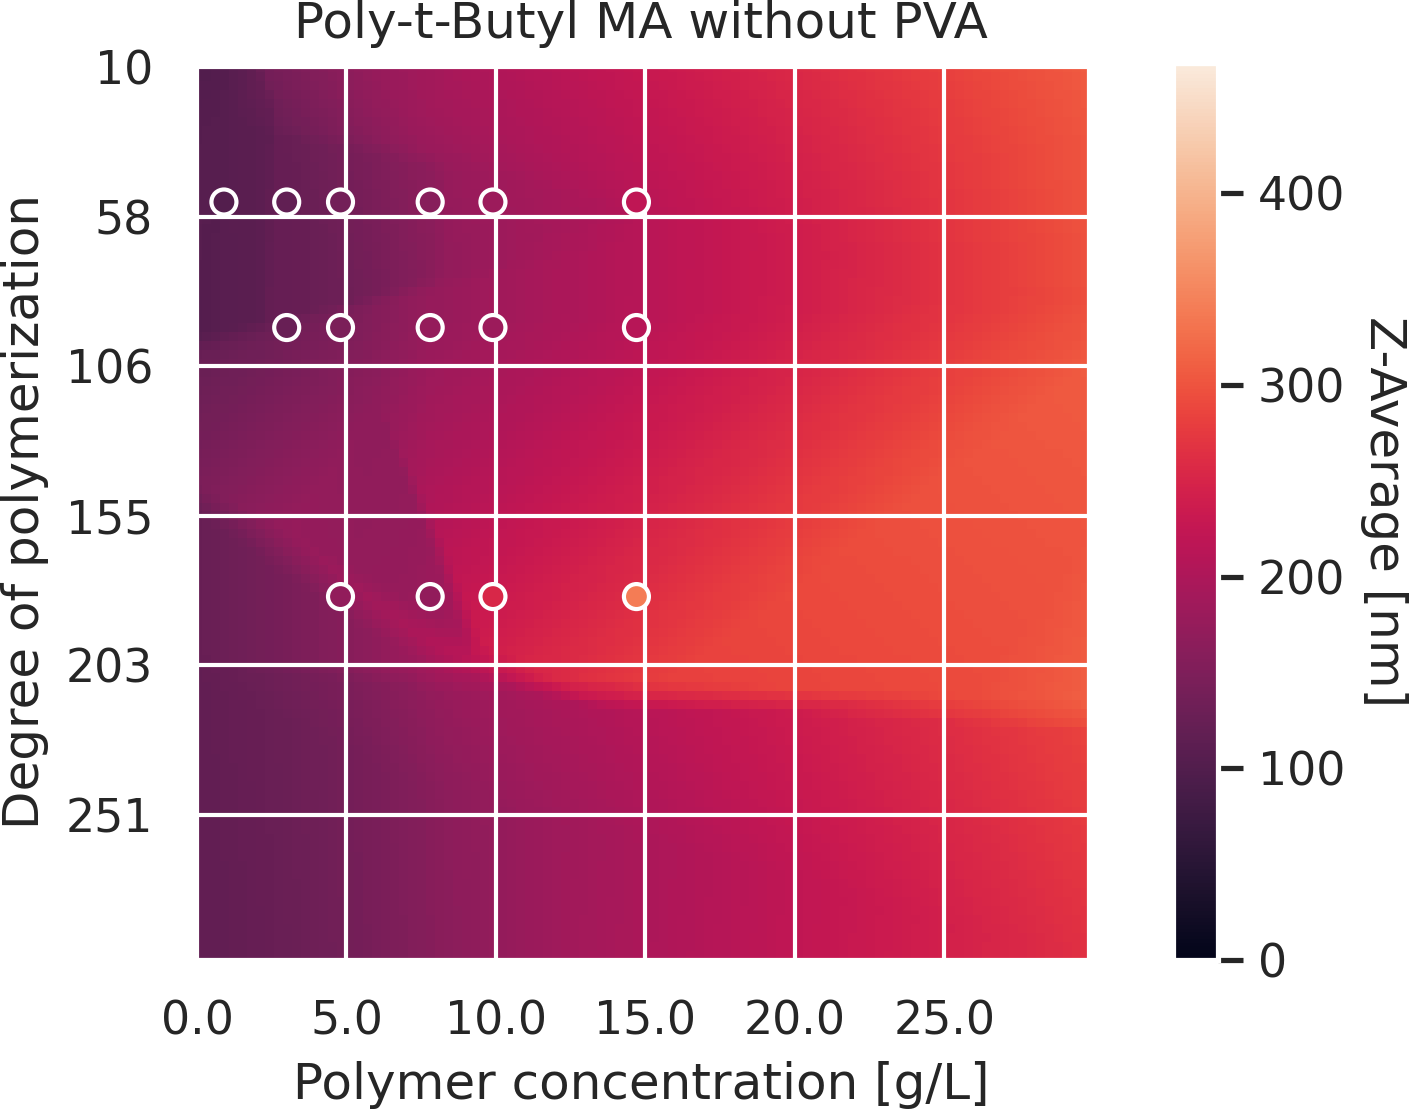 Poly-t-Butyl MA without PVA
10
58
106
155
203
251
Degree of polymerization
0.0 5.0 10.0 15.0 20.0 25.0
Polymer concentration [g/L]
400
300
200
100
0
Z-Average [nm]